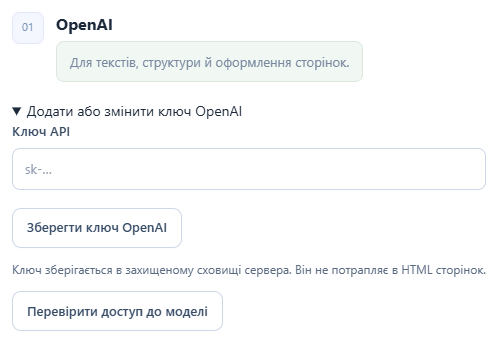 01
OpenAI
Для текстів, структури й оформлення сторінок.
▼ Додати або змінити ключ OpenAI
Ключ API
sk-...
Зберегти ключ OpenAI
Ключ зберігається в захищеному сховищі сервера. Він не потрапляє в HTML сторінок.
Перевірити доступ до моделі